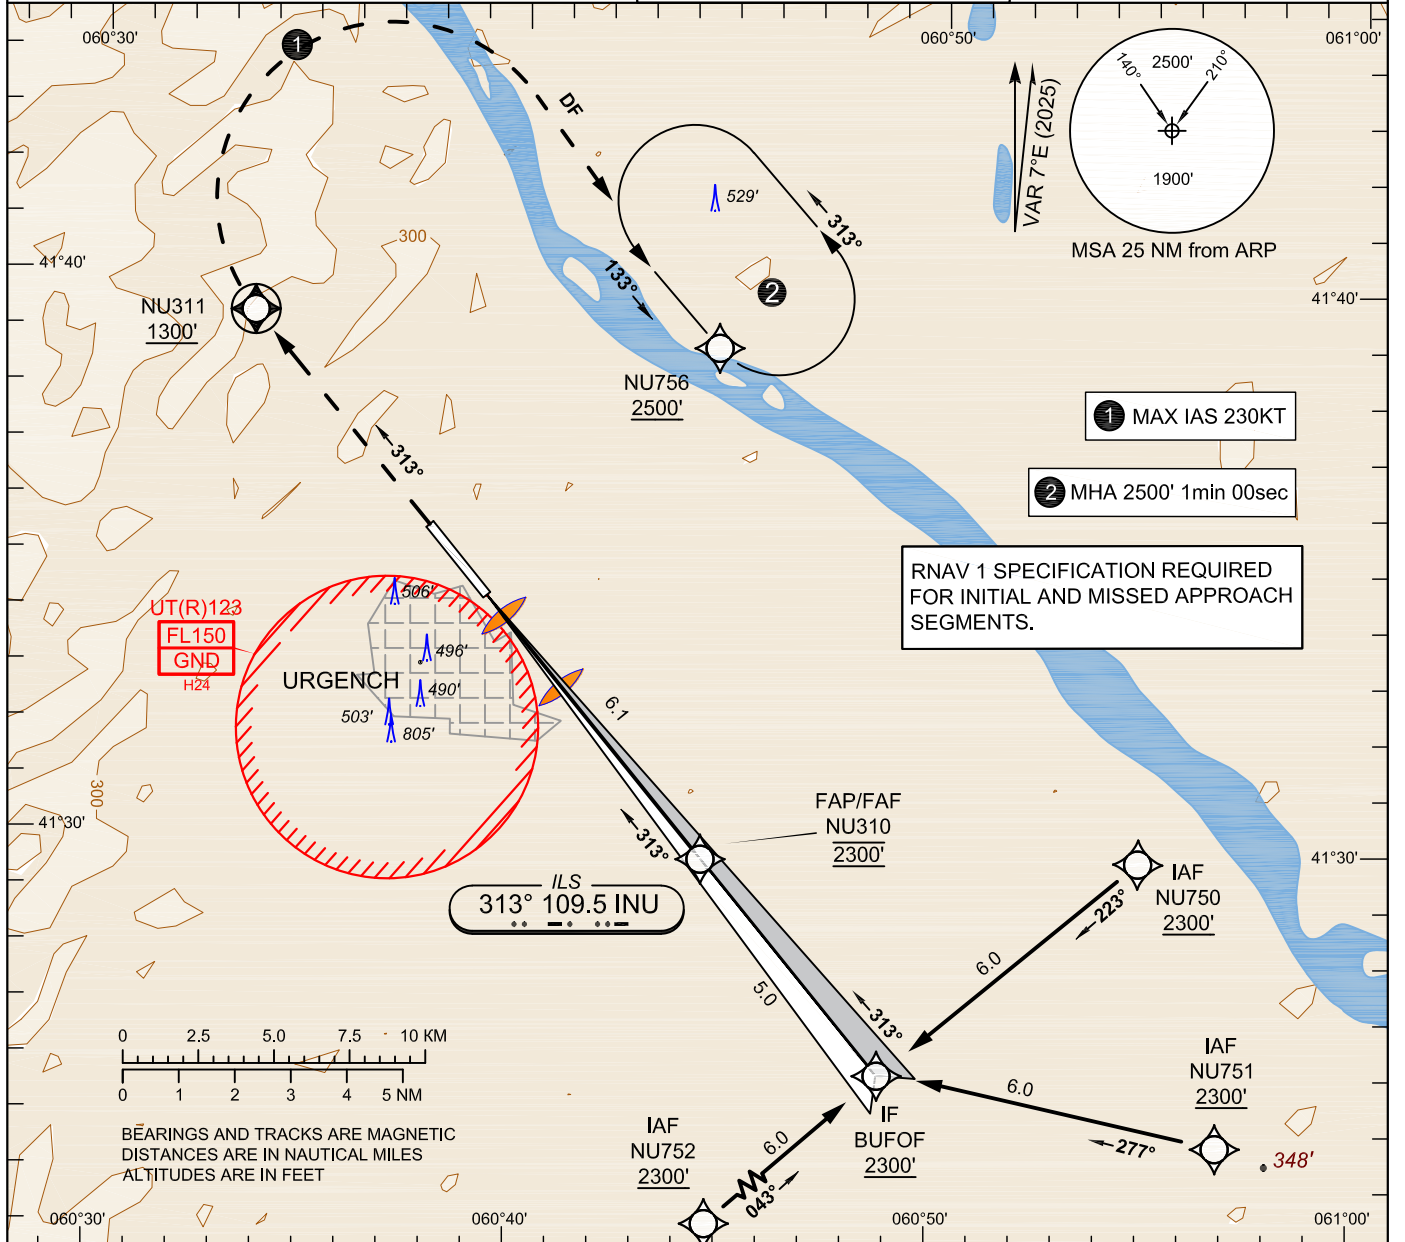 060°30'
060°50'
061°00'
1
DF
VAR 7°E (2025)
140°
2500'
210°
1900'
MSA 25 NM from ARP
529'
313°
2
133°
300
41°40'
41°40'
NU311
1300'
NU756
2500'
1 MAX IAS 230KT
2 MHA 2500' 1min 00sec
313°
RNAV 1 SPECIFICATION REQUIRED
FOR INITIAL AND MISSED APPROACH
SEGMENTS.
UT(R)123
FL150
GND
H24
506'
496'
490'
URGENCH
503'
805'
6.1
300
41°30'
41°30'
FAP/FAF
NU310
2300'
313°
ILS
313° 109.5 INU
IAF
NU750
2300'
223°
6.0
5.0
313°
0 2.5 5.0 7.5 10 KM
0 1 2 3 4 5 NM
BEARINGS AND TRACKS ARE MAGNETIC
DISTANCES ARE IN NAUTICAL MILES
ALTITUDES ARE IN FEET
IAF
NU751
2300'
6.0
277°
348'
IF
BUFOF
2300'
IAF
NU752
2300'
6.0
043°
060°30'
060°40'
060°50'
061°00'